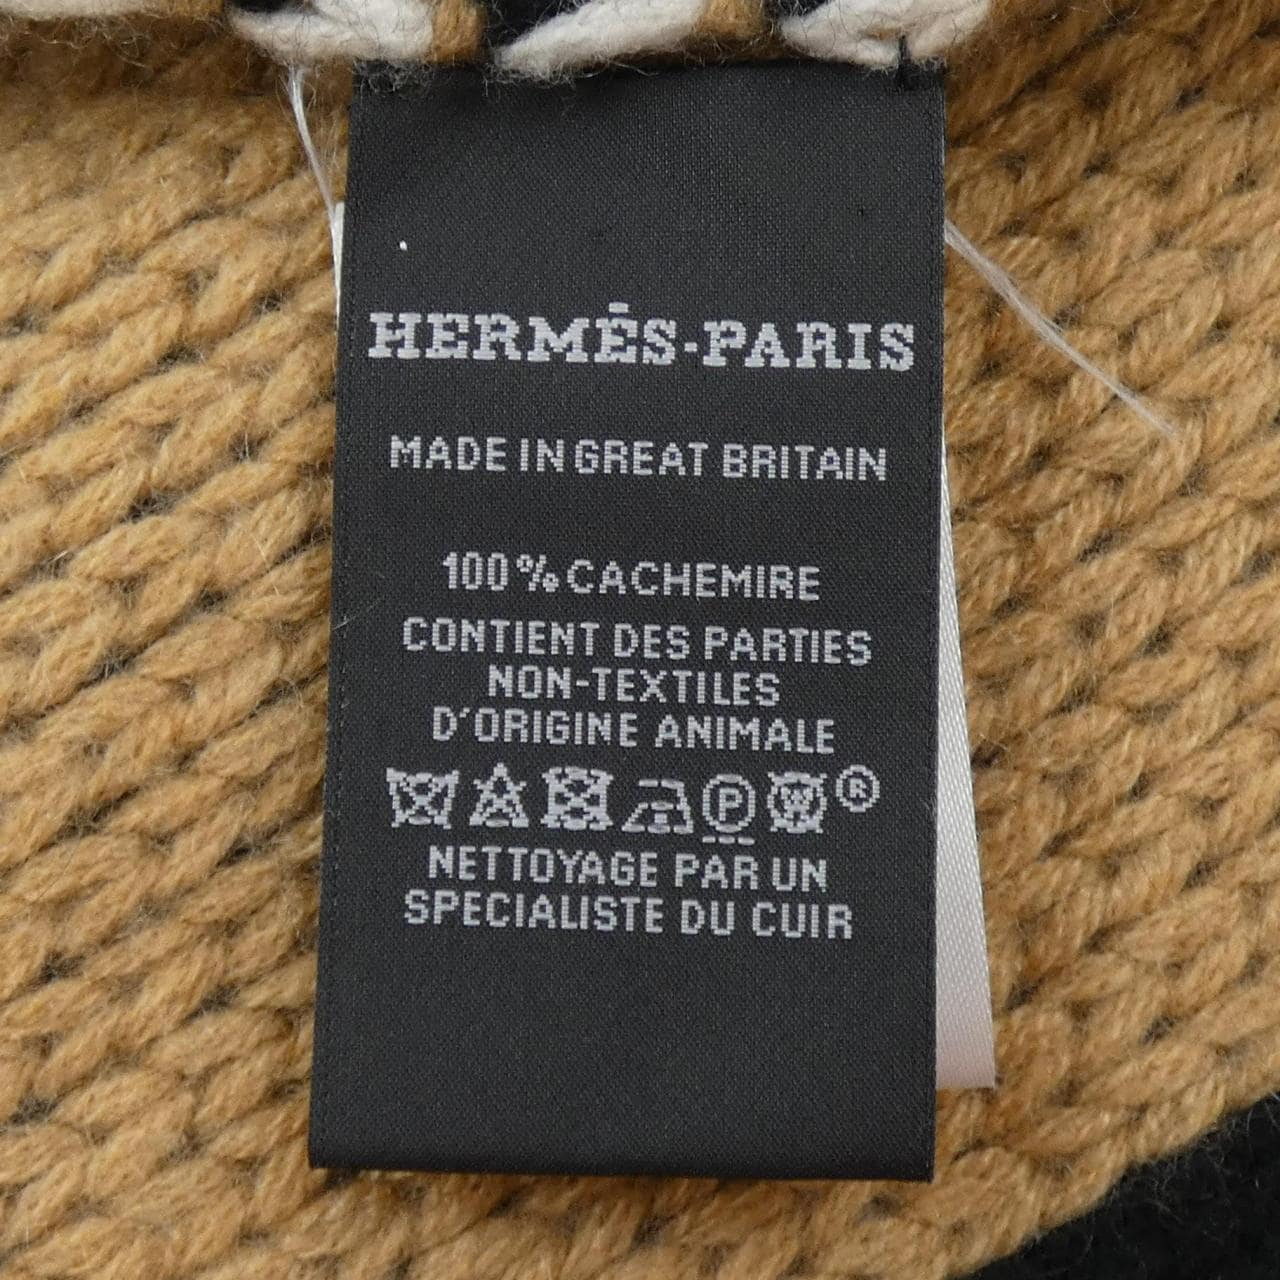 HERMÈS-PARIS
MADE IN GREAT BRITAIN
100% CACHEMIRE
CONTIENT DES PARTIES
NON-TEXTILES
D'ORIGINE ANIMALE
P W ®
NETTOYAGE PAR UN
SPECIALISTE DU CUIR